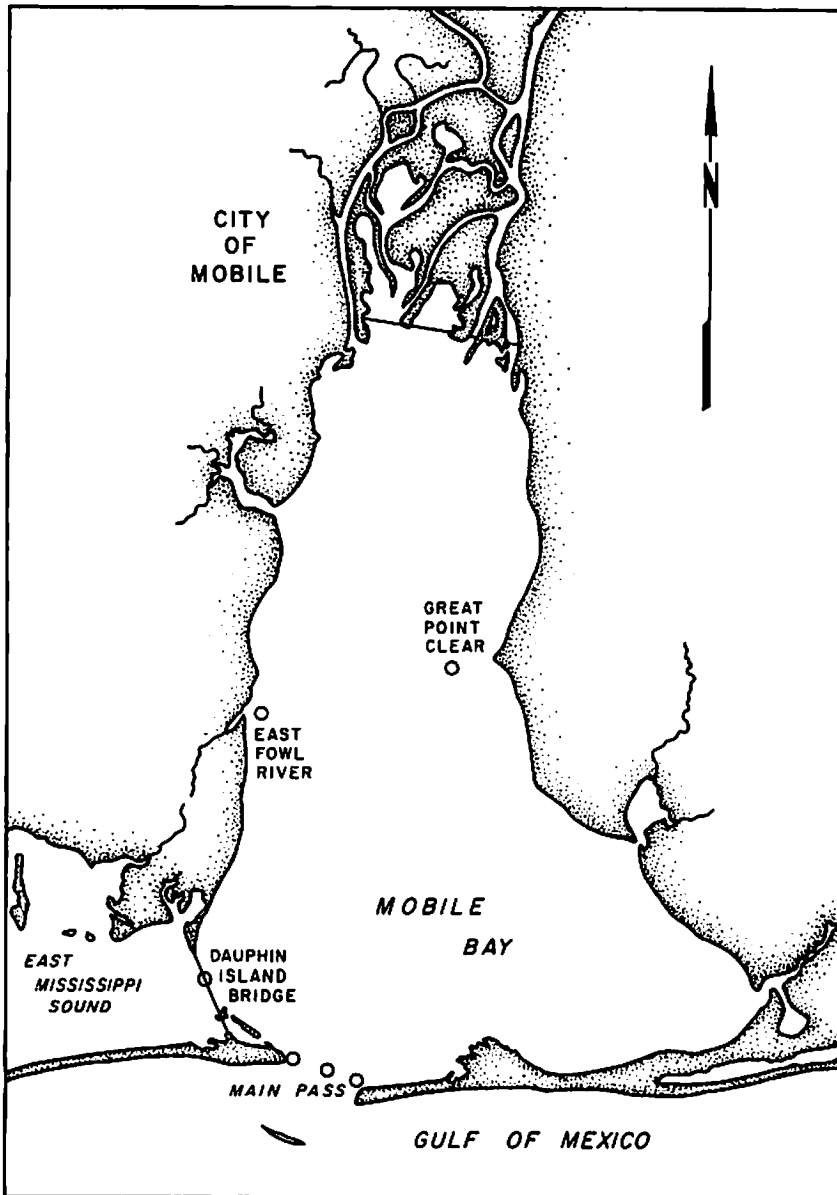 N
CITY
OF
MOBILE
GREAT
POINT
CLEAR
EAST
FOWL
RIVER
MOBILE
BAY
DAUPHIN
ISLAND
BRIDGE
EAST
MISSISSIPPI
SOUND
MAIN PASS
GULF OF MEXICO